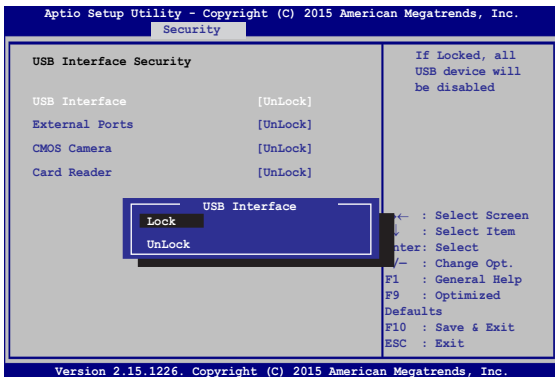 Aptio Setup Utility - Copyright (C) 2015 American Megatrends, Inc.
Security
USB Interface Security
USB Interface [UnLock]
External Ports [UnLock]
CMOS Camera [UnLock]
Card Reader [UnLock]
If Locked, all
USB device will
be disabled
USB Interface
Lock
UnLock
← : Select Screen
: Select Item
nter: Select
/− : Change Opt.
F1 : General Help
F9 : Optimized
Defaults
F10 : Save & Exit
ESC : Exit
Version 2.15.1226. Copyright (C) 2015 American Megatrends, Inc.